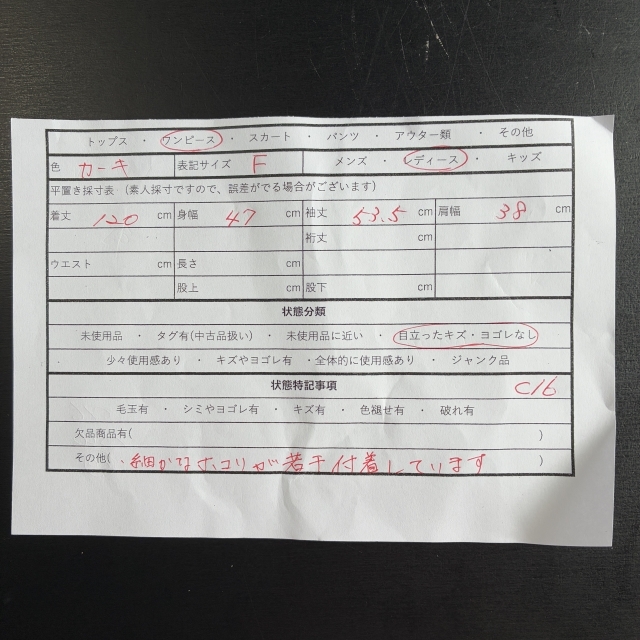 トップス ・ ワンピース ・ スカート ・ パンツ ・ アウター類 ・ その他
色 カーキ 表記サイズ F メンズ ・ レディース ・ キッズ
平置き採寸表（素人採寸ですので、誤差がでる場合がございます）
着丈 120 cm 身幅 47 cm 袖丈 53.5 cm 肩幅 38 cm
裄丈 cm
ウエスト cm 長さ cm
股上 cm 股下 cm
状態分類
未使用品 ・ タグ有(中古品扱い) ・ 未使用品に近い ・ 目立ったキズ・ヨゴレなし
少々使用感あり ・ キズやヨゴレ有 ・全体的に使用感あり ・ ジャンク品
状態特記事項 C16
毛玉有 ・ シミやヨゴレ有 ・ キズ有 ・ 色褪せ有 ・ 破れ有
欠品商品有( )
その他( ・細かなホコリが若干付着しています )